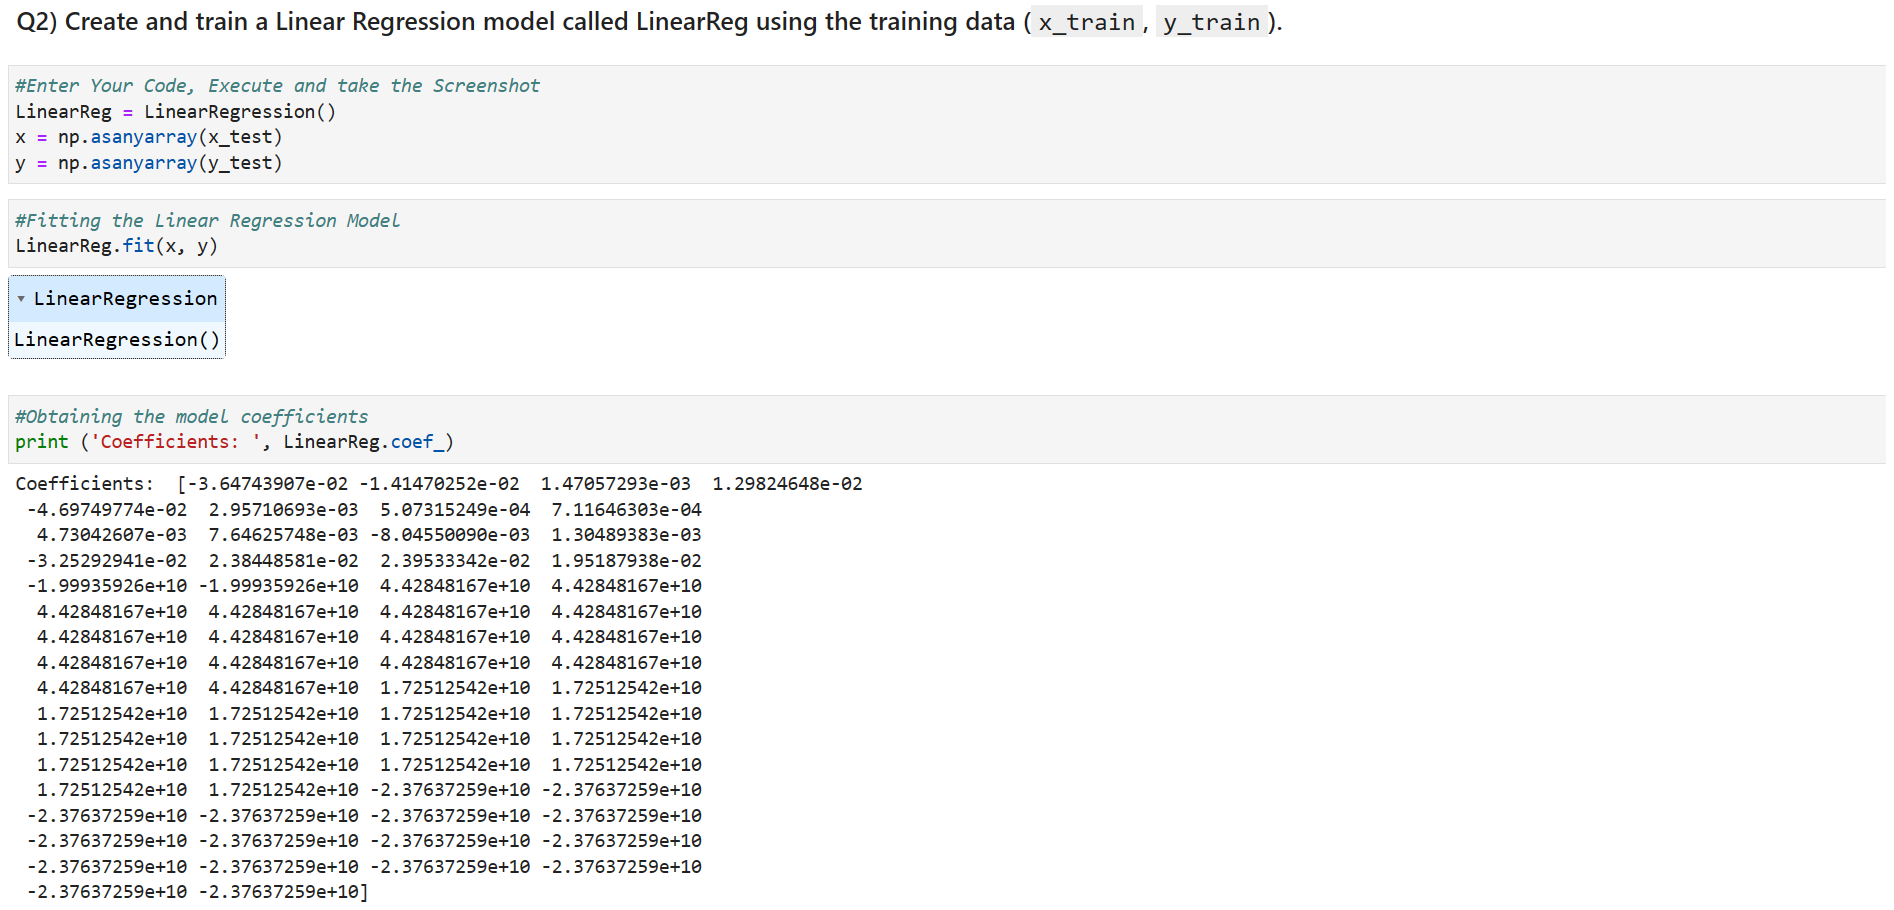 Q2) Create and train a Linear Regression model called LinearReg using the training data ( x_train, y_train ).
#Enter Your Code, Execute and take the Screenshot
LinearReg = LinearRegression()
x = np.asanyarray(x_test)
y = np.asanyarray(y_test)
#Fitting the Linear Regression Model
LinearReg.fit(x, y)
▾ LinearRegression
LinearRegression()
#Obtaining the model coefficients
print ('Coefficients: ', LinearReg.coef_)
Coefficients:  [-3.64743907e-02 -1.41470252e-02  1.47057293e-03  1.29824648e-02
 -4.69749774e-02  2.95710693e-03  5.07315249e-04  7.11646303e-04
  4.73042607e-03  7.64625748e-03 -8.04550090e-03  1.30489383e-03
 -3.25292941e-02  2.38448581e-02  2.39533342e-02  1.95187938e-02
 -1.99935926e+10 -1.99935926e+10  4.42848167e+10  4.42848167e+10
  4.42848167e+10  4.42848167e+10  4.42848167e+10  4.42848167e+10
  4.42848167e+10  4.42848167e+10  4.42848167e+10  4.42848167e+10
  4.42848167e+10  4.42848167e+10  4.42848167e+10  4.42848167e+10
  4.42848167e+10  4.42848167e+10  1.72512542e+10  1.72512542e+10
  1.72512542e+10  1.72512542e+10  1.72512542e+10  1.72512542e+10
  1.72512542e+10  1.72512542e+10  1.72512542e+10  1.72512542e+10
  1.72512542e+10  1.72512542e+10  1.72512542e+10  1.72512542e+10
  1.72512542e+10  1.72512542e+10 -2.37637259e+10 -2.37637259e+10
 -2.37637259e+10 -2.37637259e+10 -2.37637259e+10 -2.37637259e+10
 -2.37637259e+10 -2.37637259e+10 -2.37637259e+10 -2.37637259e+10
 -2.37637259e+10 -2.37637259e+10 -2.37637259e+10 -2.37637259e+10
 -2.37637259e+10 -2.37637259e+10]